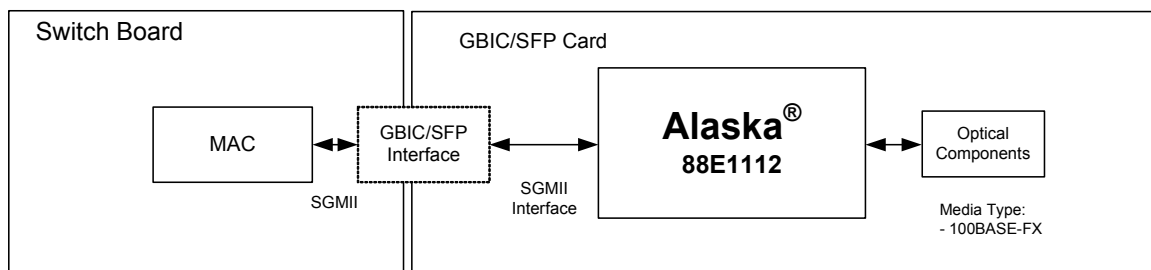 Switch Board
GBIC/SFP Card
MAC
GBIC/SFP
Interface
SGMII
SGMII
Interface
Alaska®
88E1112
Optical
Components
Media Type:
- 100BASE-FX